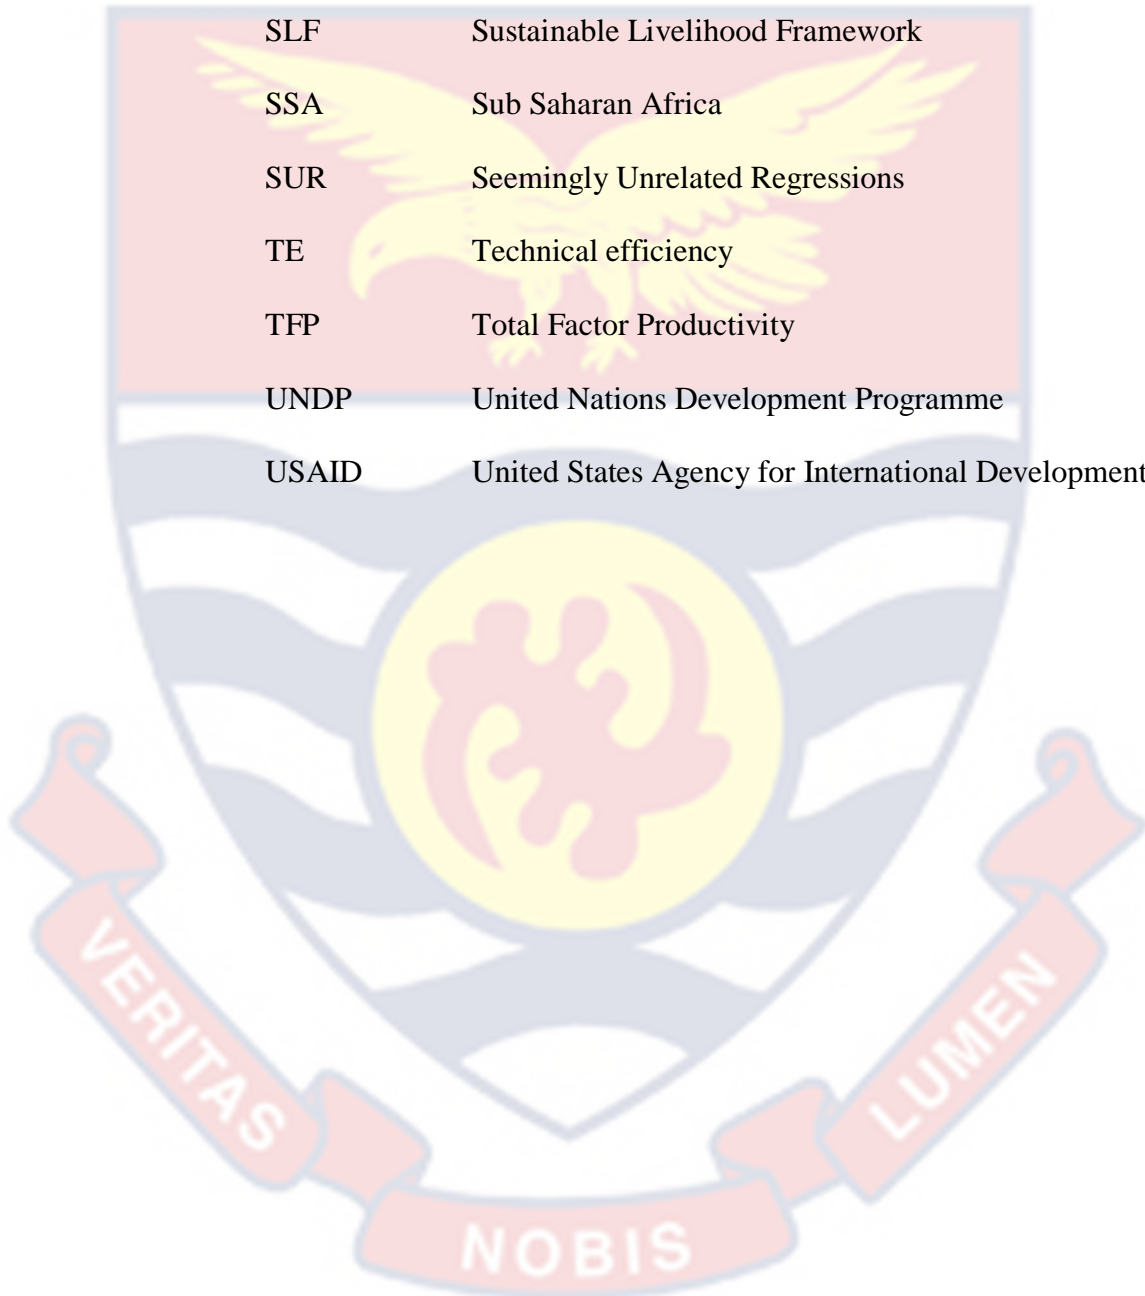 SLF Sustainable Livelihood Framework
SSA Sub Saharan Africa
SUR Seemingly Unrelated Regressions
TE Technical efficiency
TFP Total Factor Productivity
UNDP United Nations Development Programme
USAID United States Agency for International Development
VERITAS
NOBIS
LUMEN